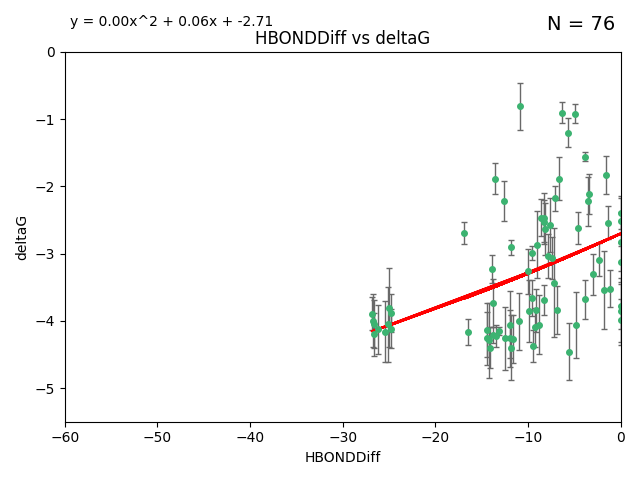 y = 0.00x^2 + 0.06x + -2.71
N = 76
HBONDDiff vs deltaG
deltaG
0
−1
−2
−3
−4
−5
−60
−50
−40
−30
−20
−10
0
HBONDDiff